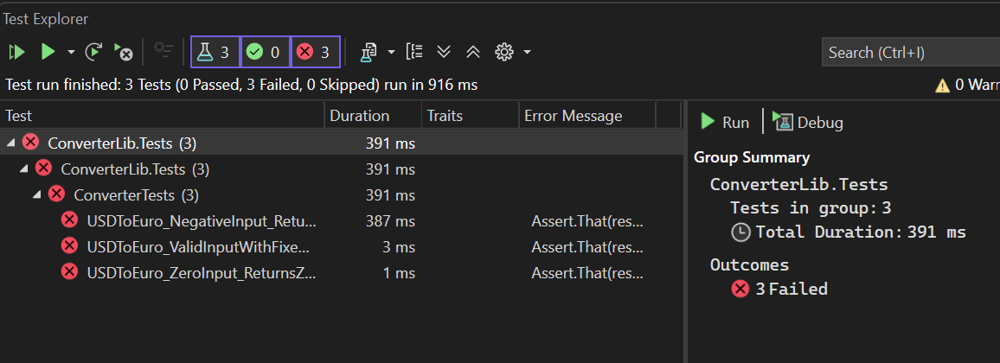 Test Explorer
3 0 3 Search (Ctrl+I)
Test run finished: 3 Tests (0 Passed, 3 Failed, 0 Skipped) run in 916 ms 0 Warr
Test Duration Traits Error Message
ConverterLib.Tests (3) 391 ms
ConverterLib.Tests (3) 391 ms
ConverterTests (3) 391 ms
USDToEuro_NegativeInput_Retu... 387 ms Assert.That(res...
USDToEuro_ValidInputWithFixe... 3 ms Assert.That(res...
USDToEuro_ZeroInput_ReturnsZ... 1 ms Assert.That(res...
Run Debug
Group Summary
ConverterLib.Tests
Tests in group: 3
Total Duration: 391 ms
Outcomes
3 Failed